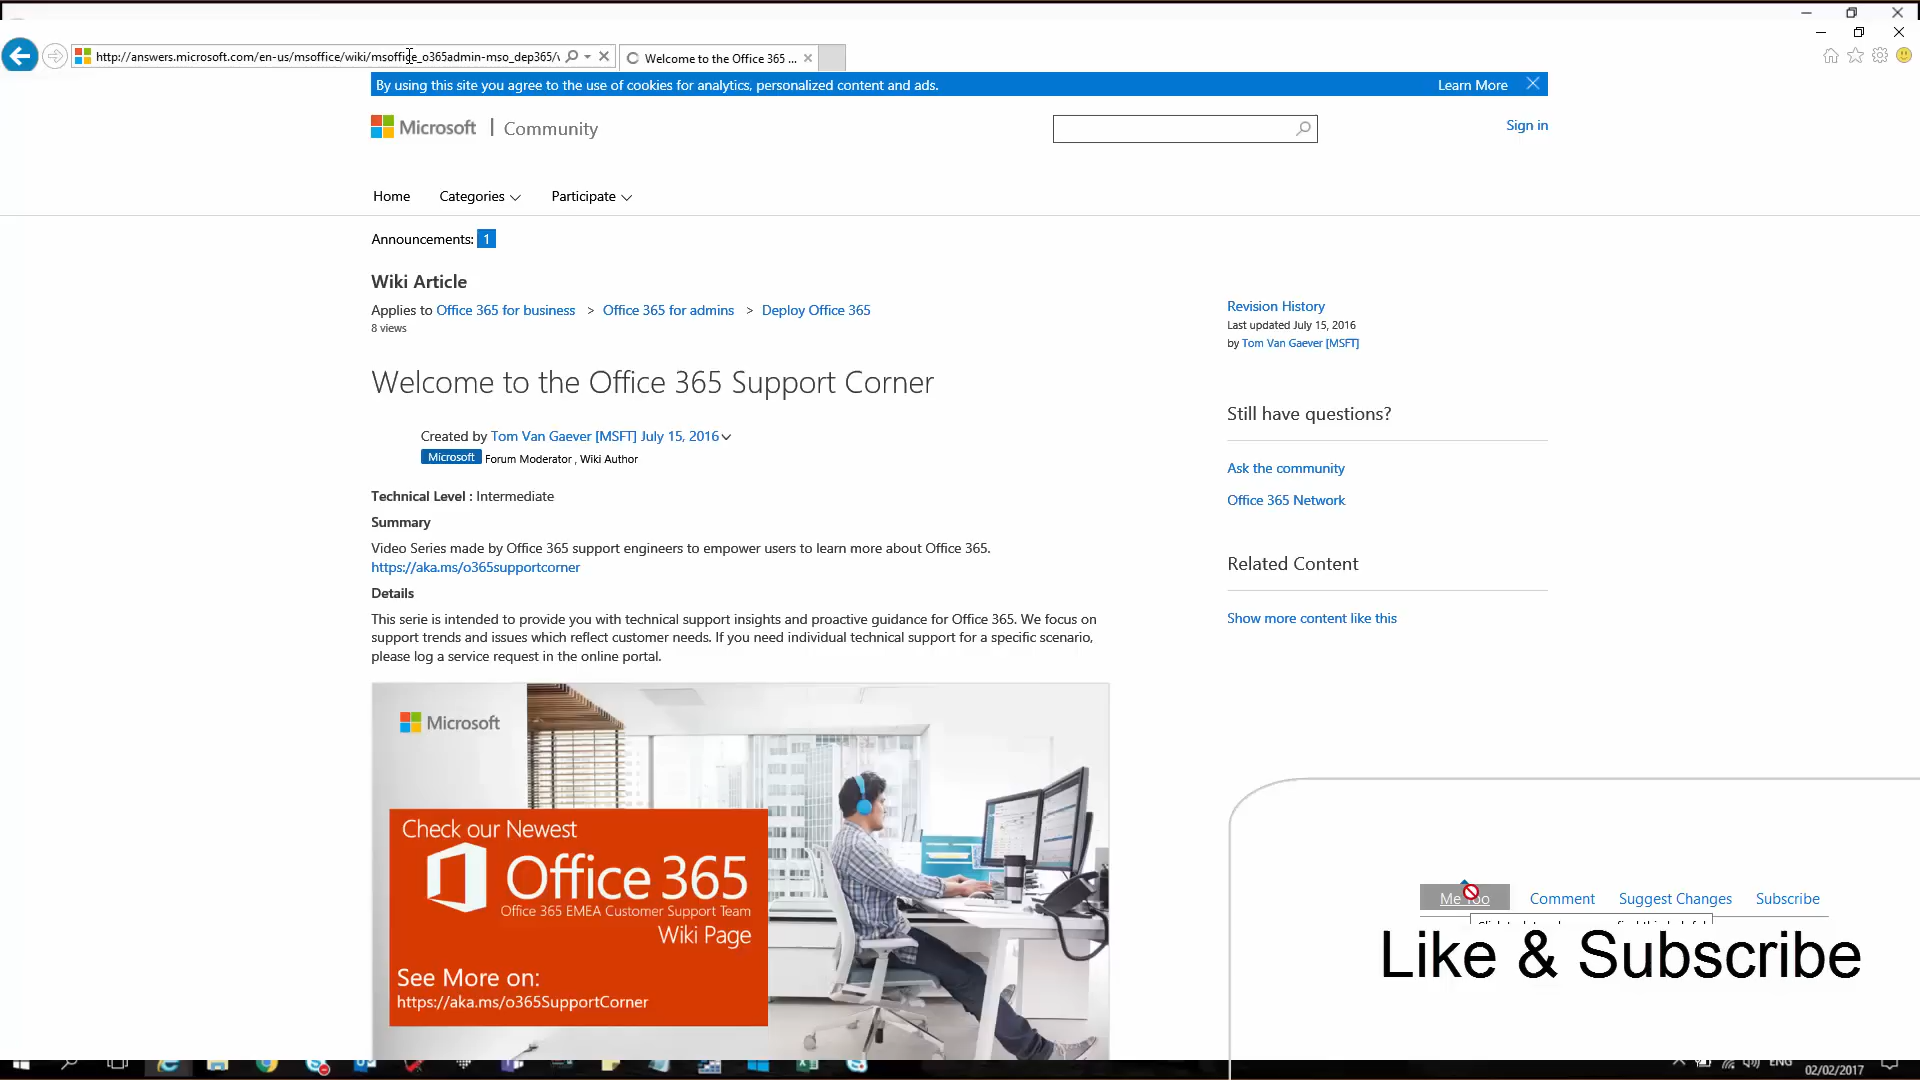 http://answers.microsoft.com/en-us/msoffice/wiki/msoffice_o365admin-mso_dep365/
Welcome to the Office 365 ...
By using this site you agree to the use of cookies for analytics, personalized content and ads.
Learn More
Microsoft | Community
Sign in
Home Categories Participate
Announcements: 1
Wiki Article
Applies to Office 365 for business > Office 365 for admins > Deploy Office 365
8 views
Revision History
Last updated July 15, 2016
by Tom Van Gaever [MSFT]
Welcome to the Office 365 Support Corner
Created by Tom Van Gaever [MSFT] July 15, 2016
Microsoft Forum Moderator , Wiki Author
Technical Level : Intermediate
Summary
Video Series made by Office 365 support engineers to empower users to learn more about Office 365.
https://aka.ms/o365supportcorner
Details
This serie is intended to provide you with technical support insights and proactive guidance for Office 365. We focus on
support trends and issues which reflect customer needs. If you need individual technical support for a specific scenario,
please log a service request in the online portal.
Still have questions?
Ask the community
Office 365 Network
Related Content
Show more content like this
Microsoft
Check our Newest
Office 365
Office 365 EMEA Customer Support Team
Wiki Page
See More on:
https://aka.ms/o365SupportCorner
Me Too Comment Suggest Changes Subscribe
Like & Subscribe
ENG
02/02/2017